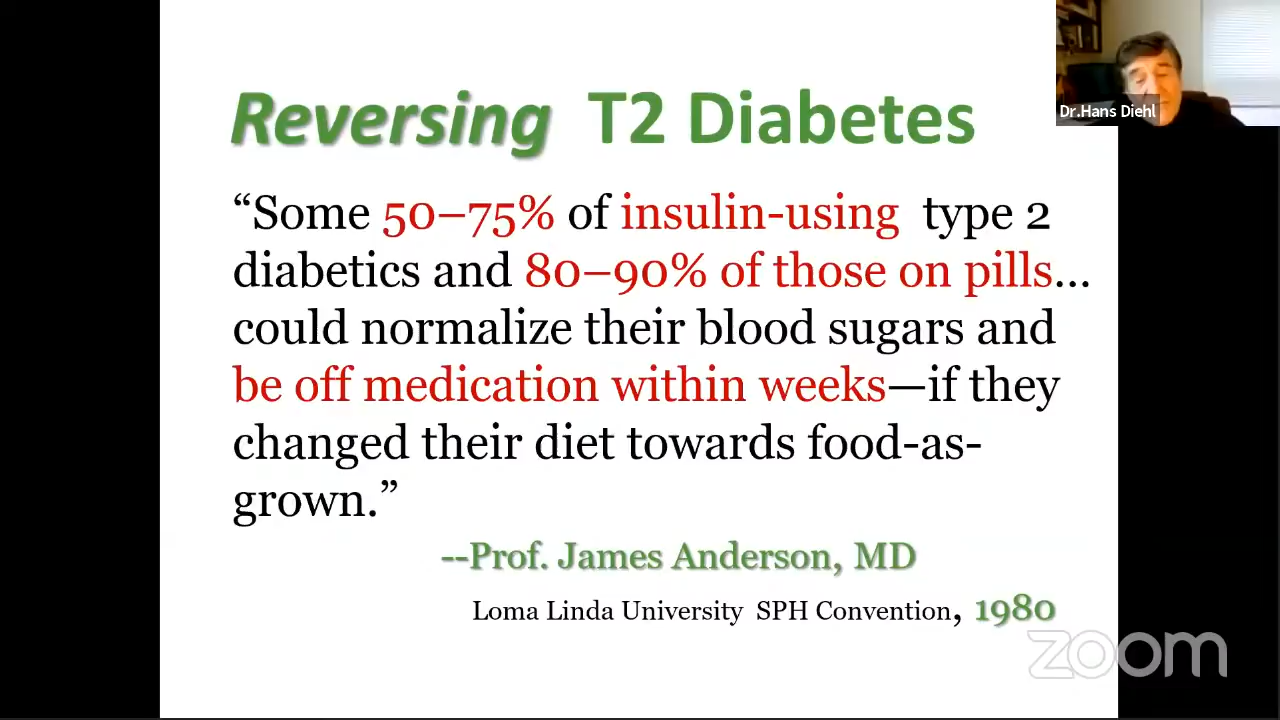 Dr.Hans Diehl
Reversing T2 Diabetes
“Some 50–75% of insulin-using type 2
diabetics and 80–90% of those on pills...
could normalize their blood sugars and
be off medication within weeks—if they
changed their diet towards food-as-
grown.”
--Prof. James Anderson, MD
Loma Linda University SPH Convention, 1980
zoom